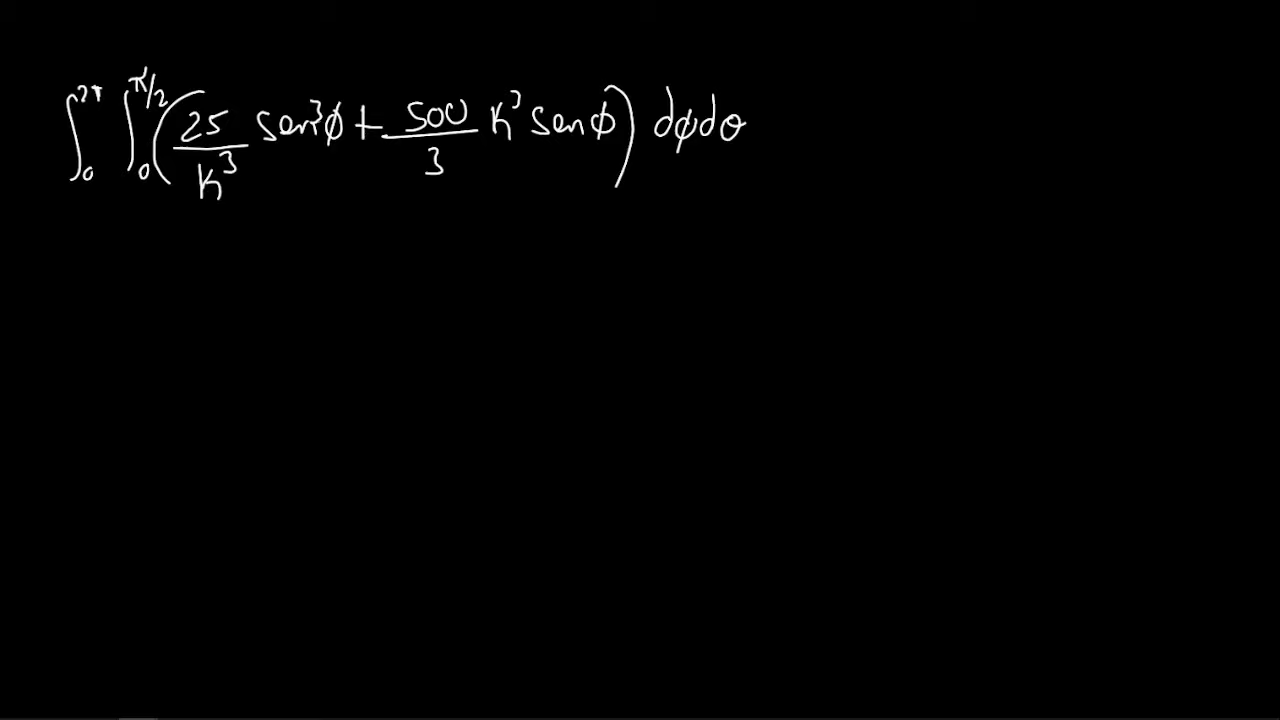 ∫₀^{2π} ∫₀^{π/2} (25/k³ sen³φ + 500/3 k³ senφ) dφdθ